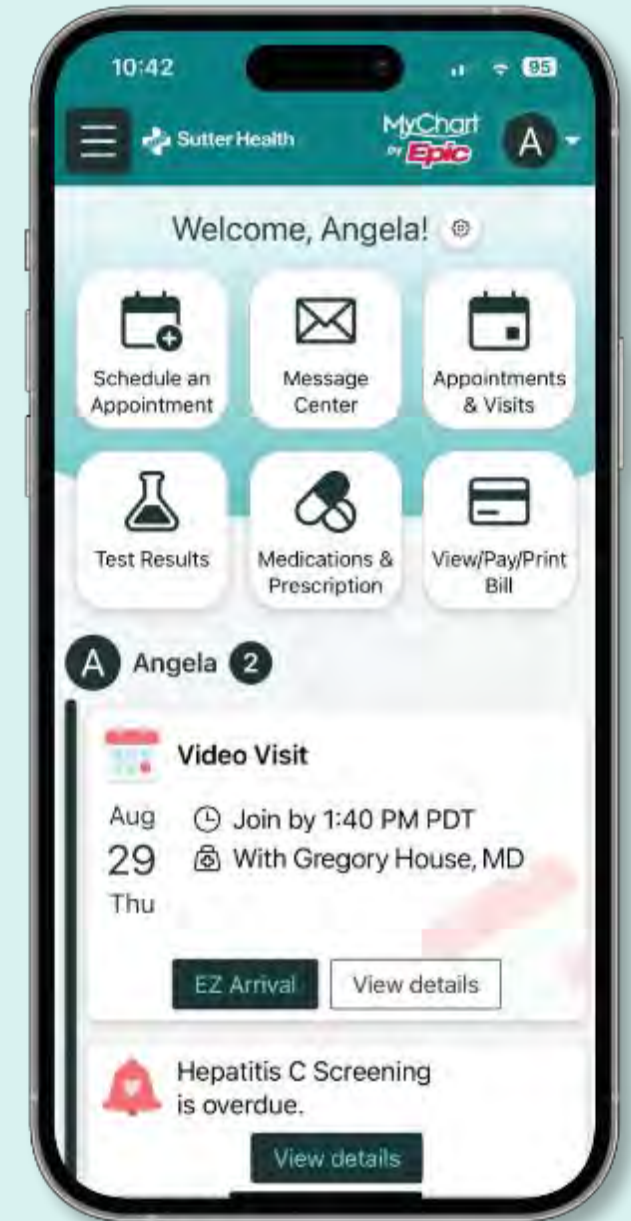 10:42
95
Sutter Health
MyChart
by Epic
A
Welcome, Angela!
Schedule an
Appointment
Message
Center
Appointments
& Visits
Test Results
Medications &
Prescription
View/Pay/Print
Bill
A Angela 2
Video Visit
Aug
29
Thu
Join by 1:40 PM PDT
With Gregory House, MD
EZ Arrival
View details
Hepatitis C Screening
is overdue.
View details